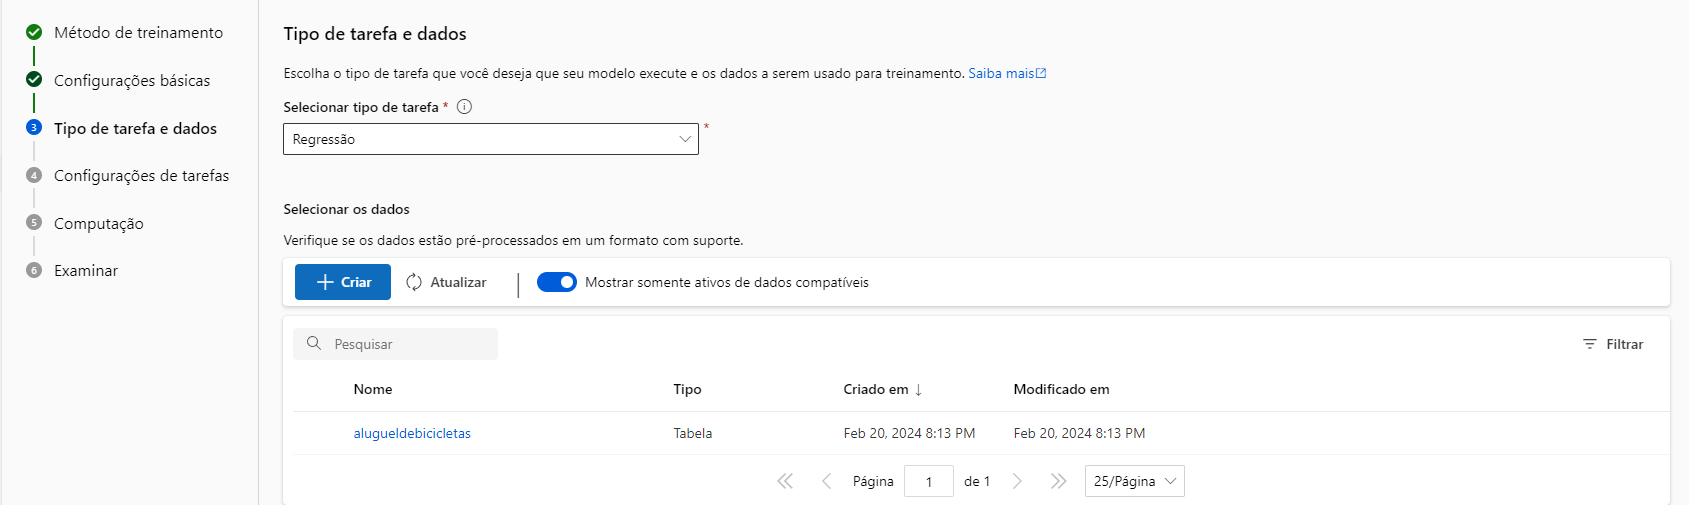 Método de treinamento
Configurações básicas
3 Tipo de tarefa e dados
4 Configurações de tarefas
5 Computação
6 Examinar
Tipo de tarefa e dados
Escolha o tipo de tarefa que você deseja que seu modelo execute e os dados a serem usado para treinamento. Saiba mais
Selecionar tipo de tarefa *
Regressão *
Selecionar os dados
Verifique se os dados estão pré-processados em um formato com suporte.
Criar Atualizar | Mostrar somente ativos de dados compatíveis
Pesquisar Filtrar
Nome Tipo Criado em ↓ Modificado em
alugueldebicicletas Tabela Feb 20, 2024 8:13 PM Feb 20, 2024 8:13 PM
Página 1 de 1 25/Página